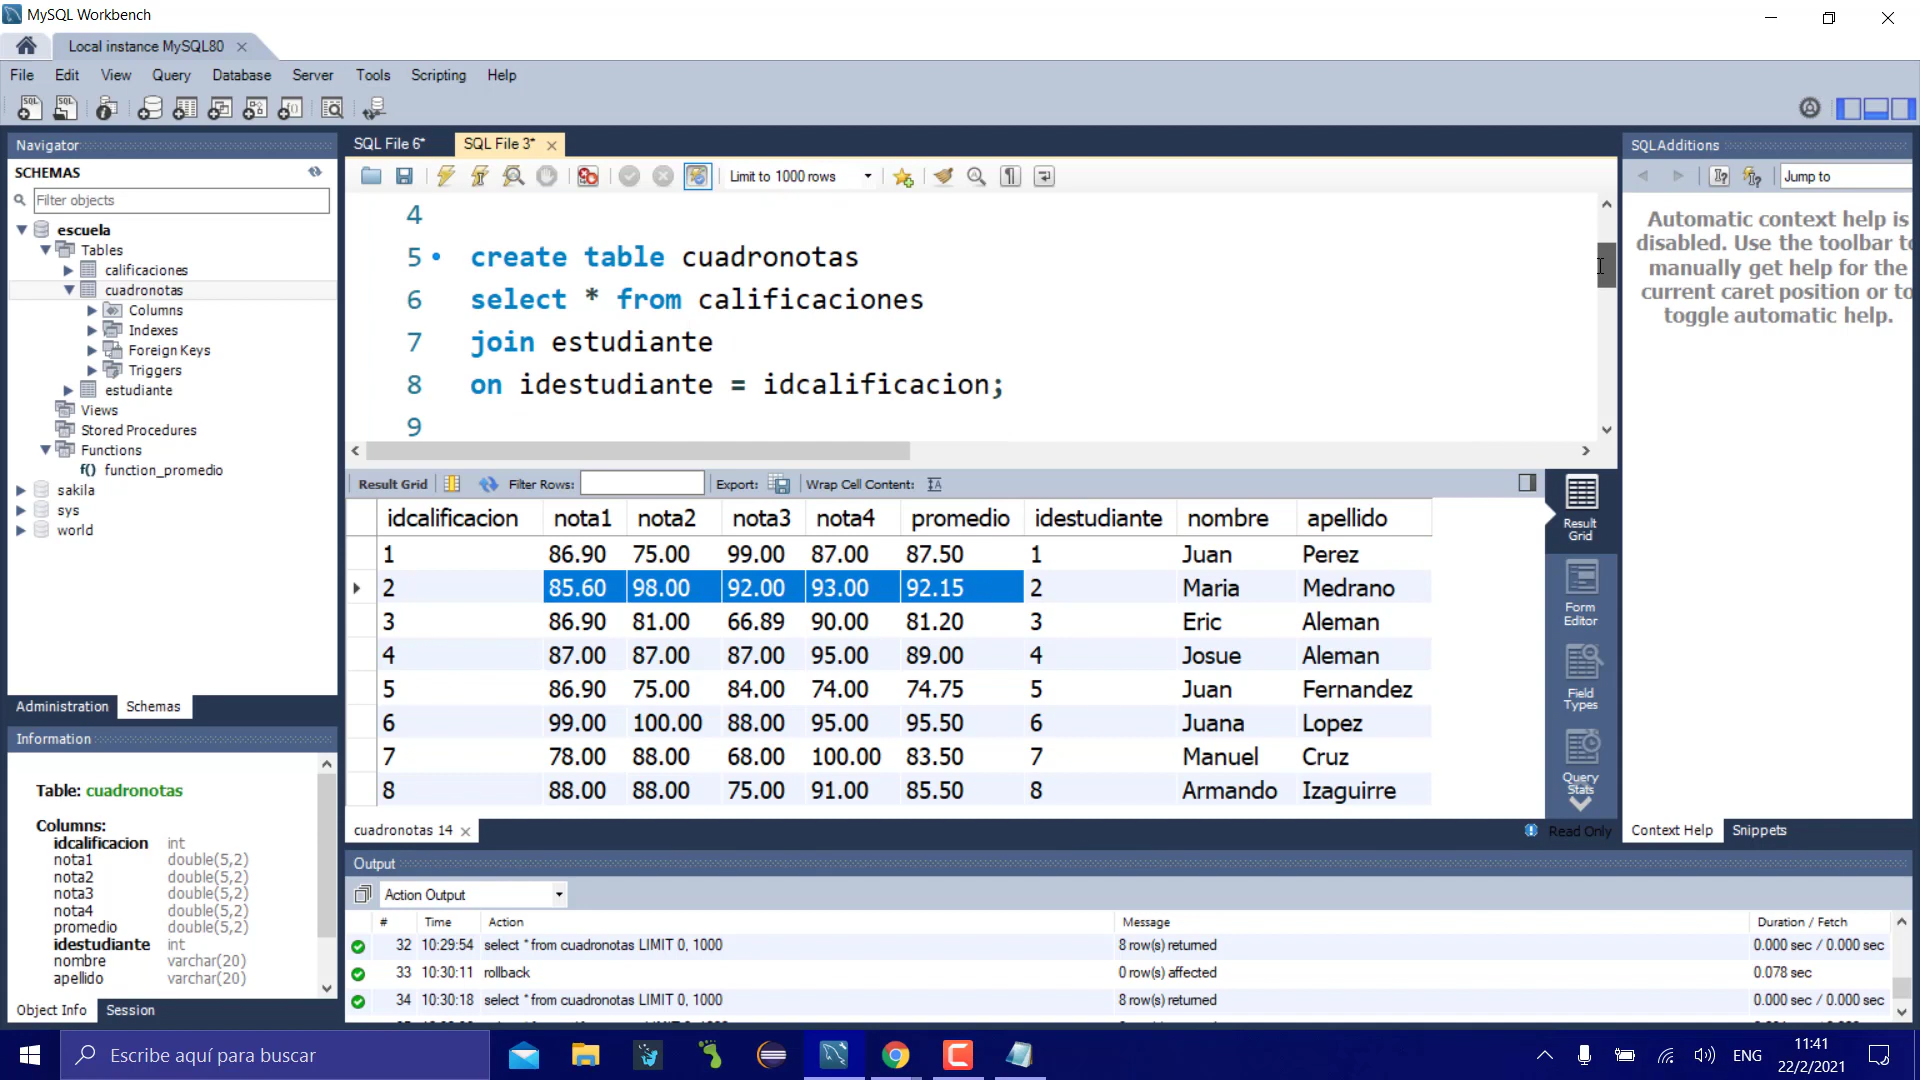 MySQL Workbench
Local instance MySQL80
File Edit View Query Database Server Tools Scripting Help
Navigator
SCHEMAS
Filter objects
escuela
Tables
calificaciones
cuadronotas
Columns
Indexes
Foreign Keys
Triggers
estudiante
Views
Stored Procedures
Functions
f() function_promedio
sakila
sys
world
Administration Schemas
Information
Table: cuadronotas
Columns:
idcalificacion int
nota1 double(5,2)
nota2 double(5,2)
nota3 double(5,2)
nota4 double(5,2)
promedio double(5,2)
idestudiante int
nombre varchar(20)
apellido varchar(20)
Object Info Session
SQL File 6* SQL File 3*
Limit to 1000 rows
4
5 create table cuadronotas
6 select * from calificaciones
7 join estudiante
8 on idestudiante = idcalificacion;
9
Result Grid Filter Rows: Export: Wrap Cell Content:
idcalificacion nota1 nota2 nota3 nota4 promedio idestudiante nombre apellido
1 86.90 75.00 99.00 87.00 87.50 1 Juan Perez
2 85.60 98.00 92.00 93.00 92.15 2 Maria Medrano
3 86.90 81.00 66.89 90.00 81.20 3 Eric Aleman
4 87.00 87.00 87.00 95.00 89.00 4 Josue Aleman
5 86.90 75.00 84.00 74.00 74.75 5 Juan Fernandez
6 99.00 100.00 88.00 95.00 95.50 6 Juana Lopez
7 78.00 88.00 68.00 100.00 83.50 7 Manuel Cruz
8 88.00 88.00 75.00 91.00 85.50 8 Armando Izaguirre
Result
Grid
Form
Editor
Field
Types
Query
Stats
cuadronotas 14
Read Only
SQLAdditions
Jump to
Automatic context help is
disabled. Use the toolbar to
manually get help for the
current caret position or to
toggle automatic help.
Context Help Snippets
Output
Action Output
# Time Action Message Duration / Fetch
32 10:29:54 select * from cuadronotas LIMIT 0, 1000 8 row(s) returned 0.000 sec / 0.000 sec
33 10:30:11 rollback 0 row(s) affected 0.078 sec
34 10:30:18 select * from cuadronotas LIMIT 0, 1000 8 row(s) returned 0.000 sec / 0.000 sec
Escribe aquí para buscar
ENG
11:41
22/2/2021